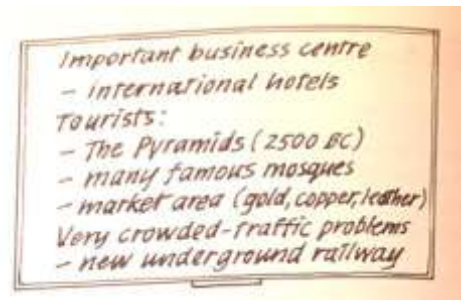 Important business centre
- international hotels
Tourists:
- The Pyramids (2500 BC)
- many famous mosques
- market area (gold, copper, leather)
Very crowded-traffic problems
- new underground railway